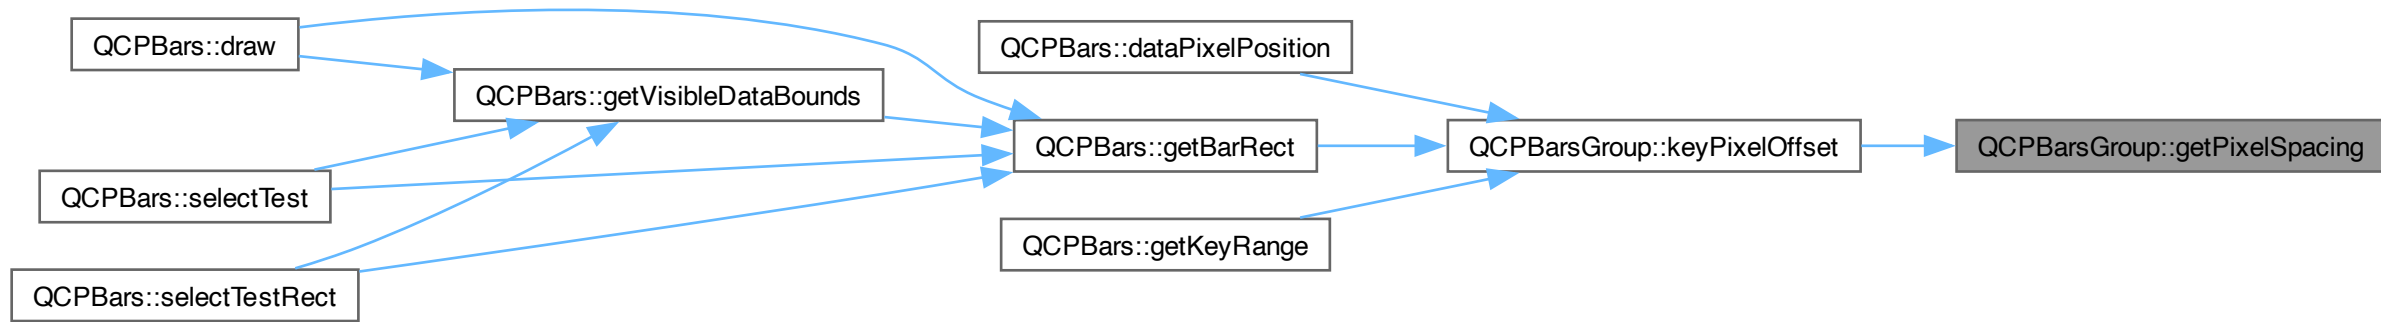 QCPBars::draw
QCPBars::dataPixelPosition
QCPBars::getVisibleDataBounds
QCPBars::getBarRect
QCPBarsGroup::keyPixelOffset
QCPBarsGroup::getPixelSpacing
QCPBars::selectTest
QCPBars::getKeyRange
QCPBars::selectTestRect